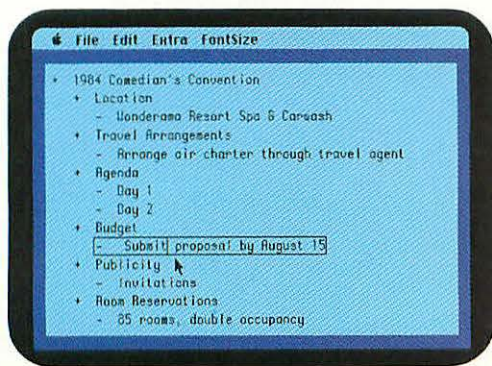 File Edit Extra FontSize
+ 1984 Comedian's Convention
+ Location
- Wonderama Resort Spa & Carwash
+ Travel Arrangements
- Arrange air charter through travel agent
+ Agenda
- Day 1
- Day 2
+ Budget
- Submit proposal by August 15
+ Publicity
- Invitations
+ Room Reservations
- 85 rooms, double occupancy